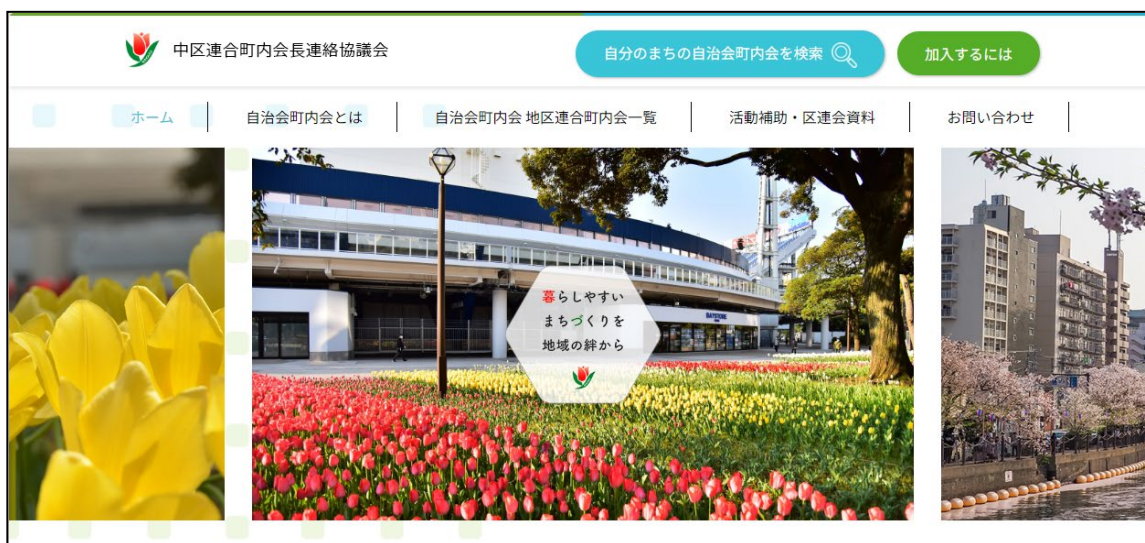 中区連合町内会長連絡協議会
自分のまちの自治会町内会を検索
加入するには
ホーム
自治会町内会とは
自治会町内会 地区連合町内会一覧
活動補助・区連会資料
お問い合わせ
BAYSTORE
暮らしやすい
まちづくりを
地域の絆から